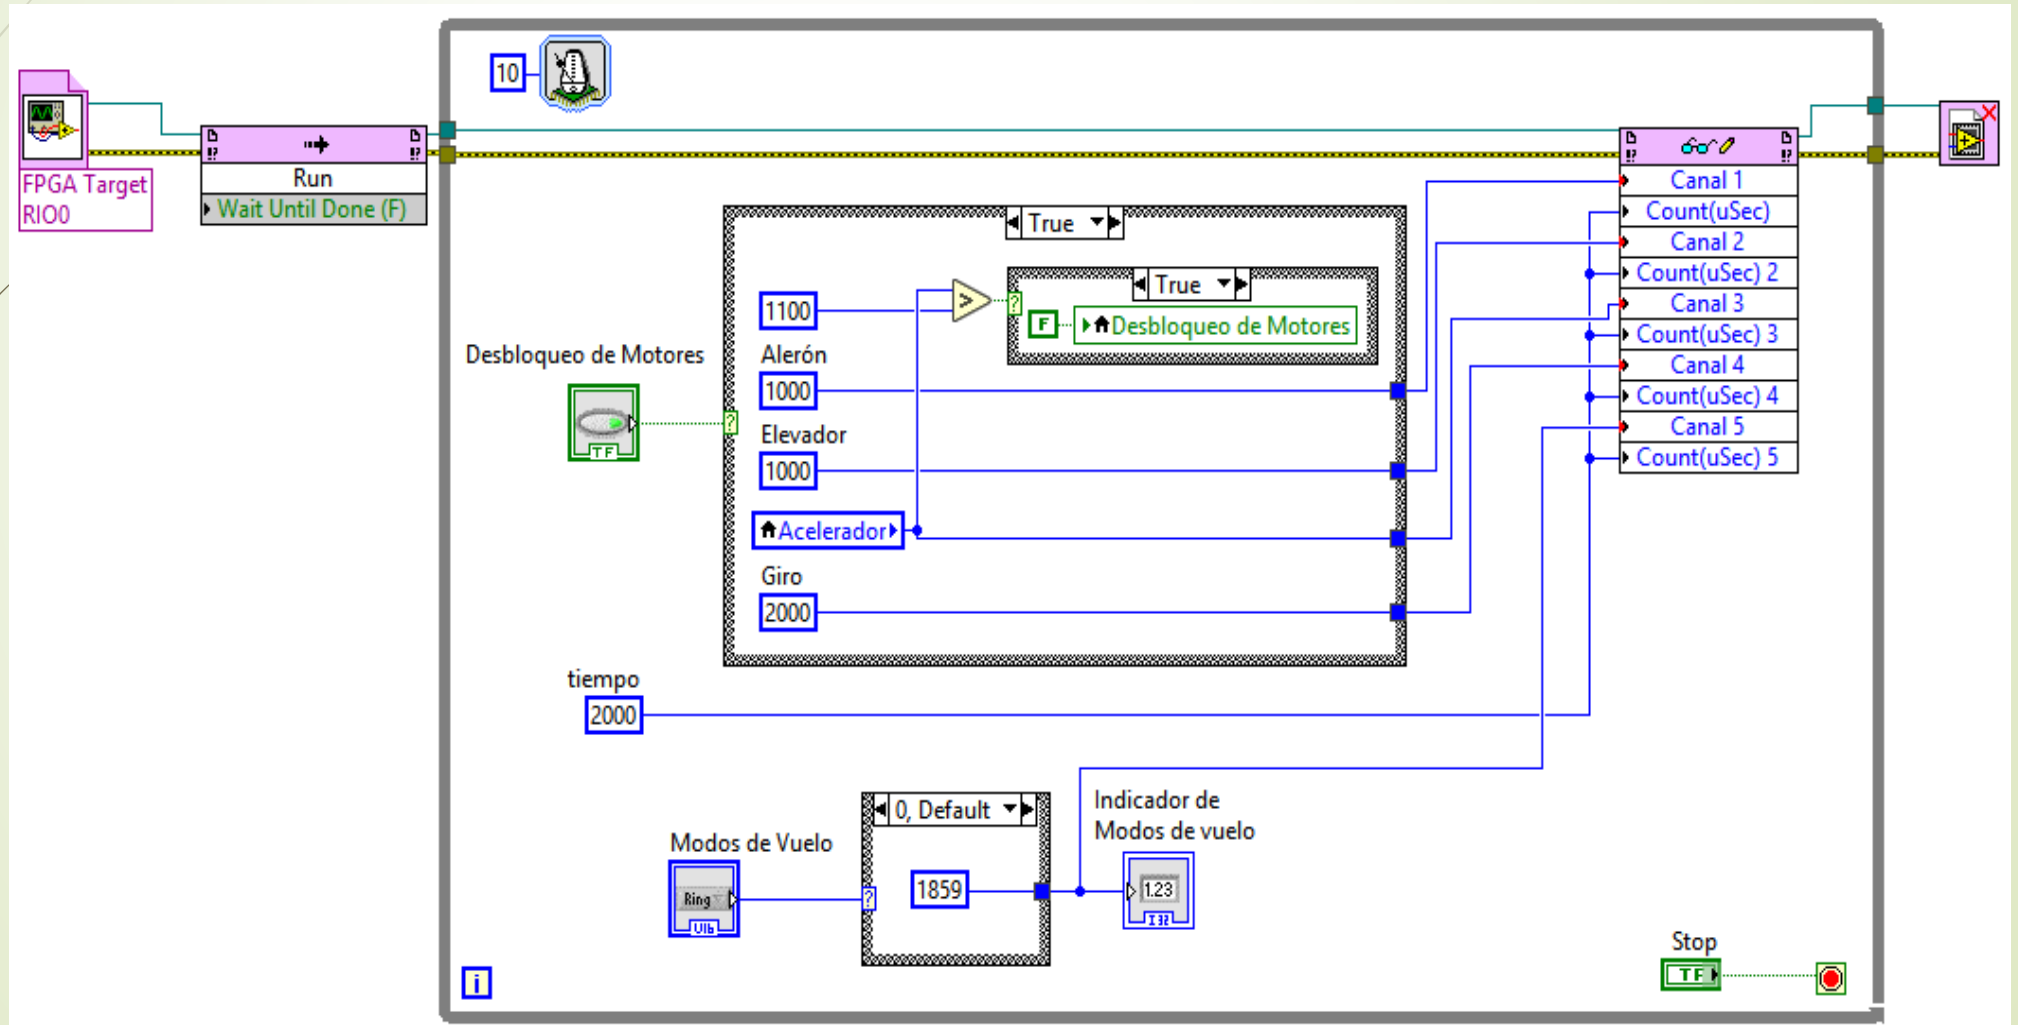 10
FPGA Target
RIO0
Run
Wait Until Done (F)
True
1100
True
F
Desbloqueo de Motores
Desbloqueo de Motores
TF
Alerón
1000
Elevador
1000
Acelerador
Giro
2000
Canal 1
Count(uSec)
Canal 2
Count(uSec) 2
Canal 3
Count(uSec) 3
Canal 4
Count(uSec) 4
Canal 5
Count(uSec) 5
tiempo
2000
Modos de Vuelo
Ring
U16
0, Default
1859
Indicador de
Modos de vuelo
1.23
I32
Stop
TF
i